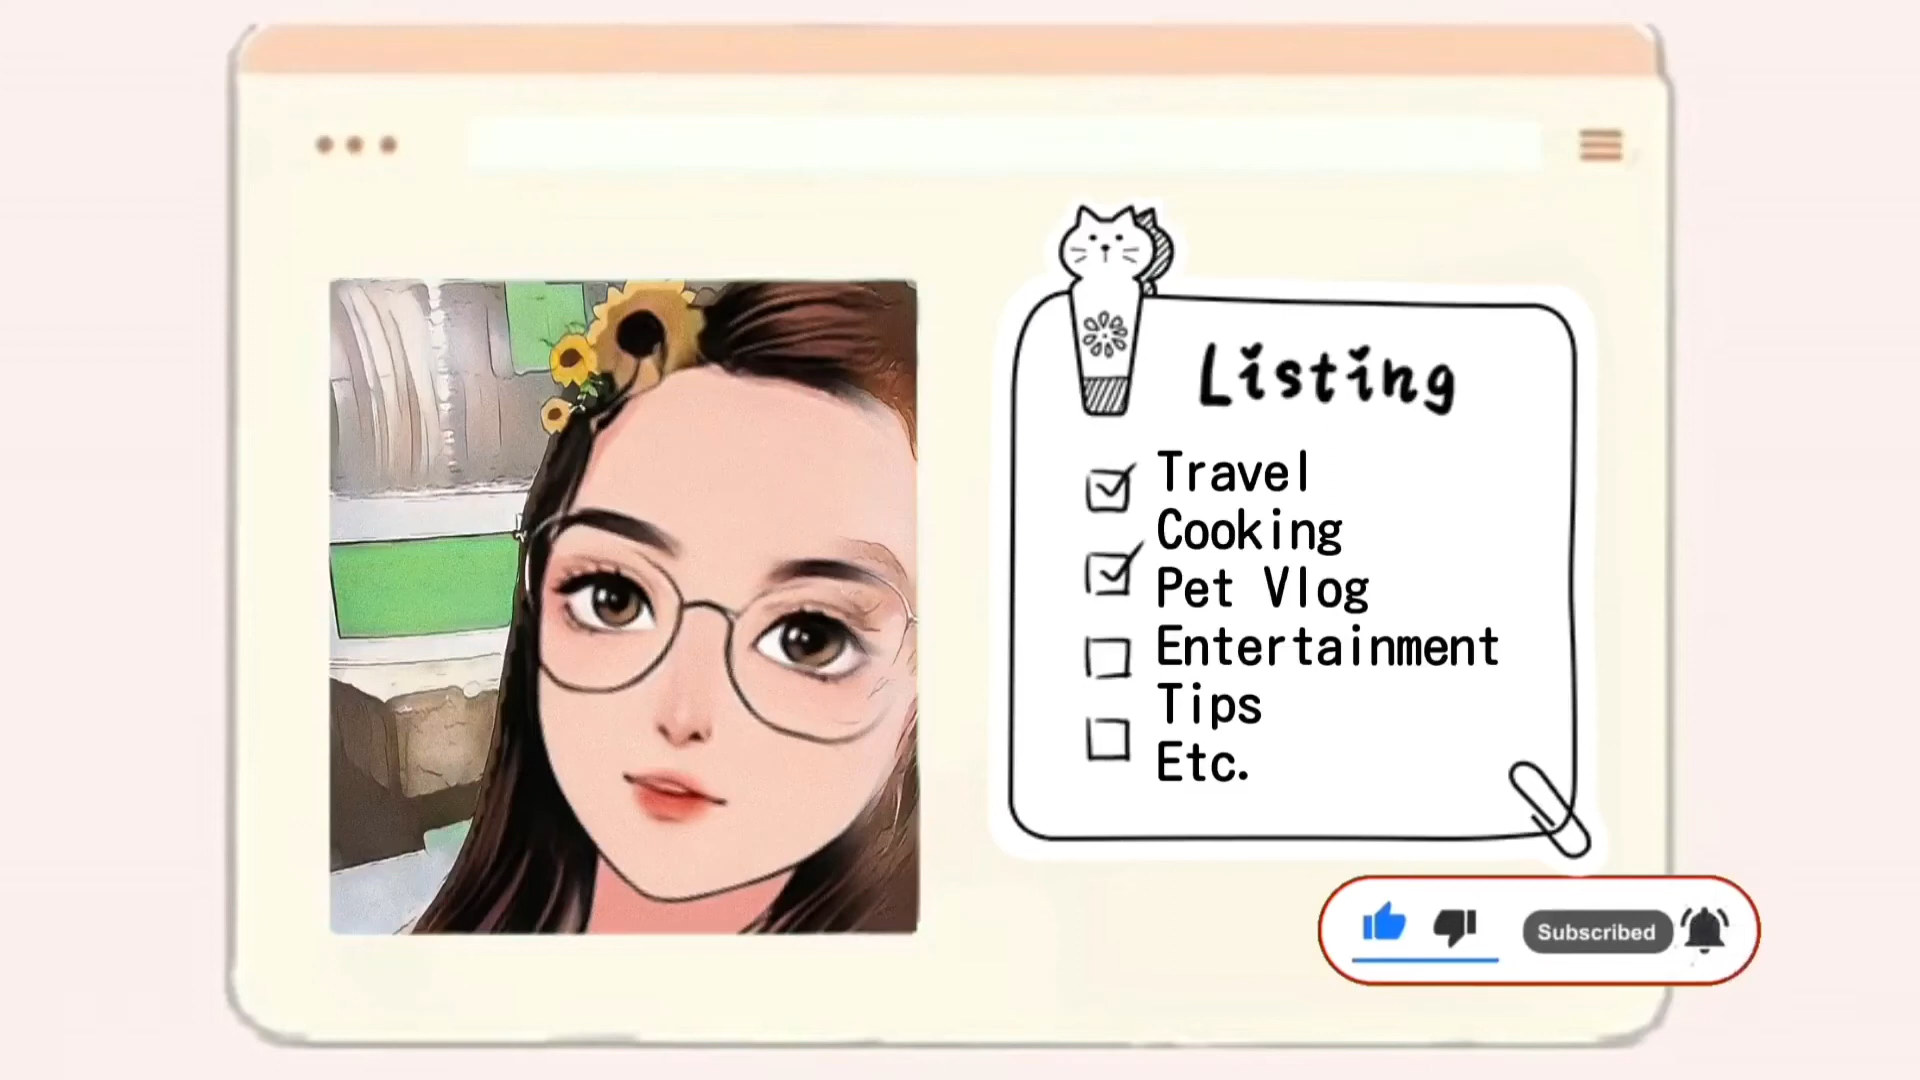 Listing
Travel
Cooking
Pet Vlog
Entertainment
Tips
Etc.
Subscribed